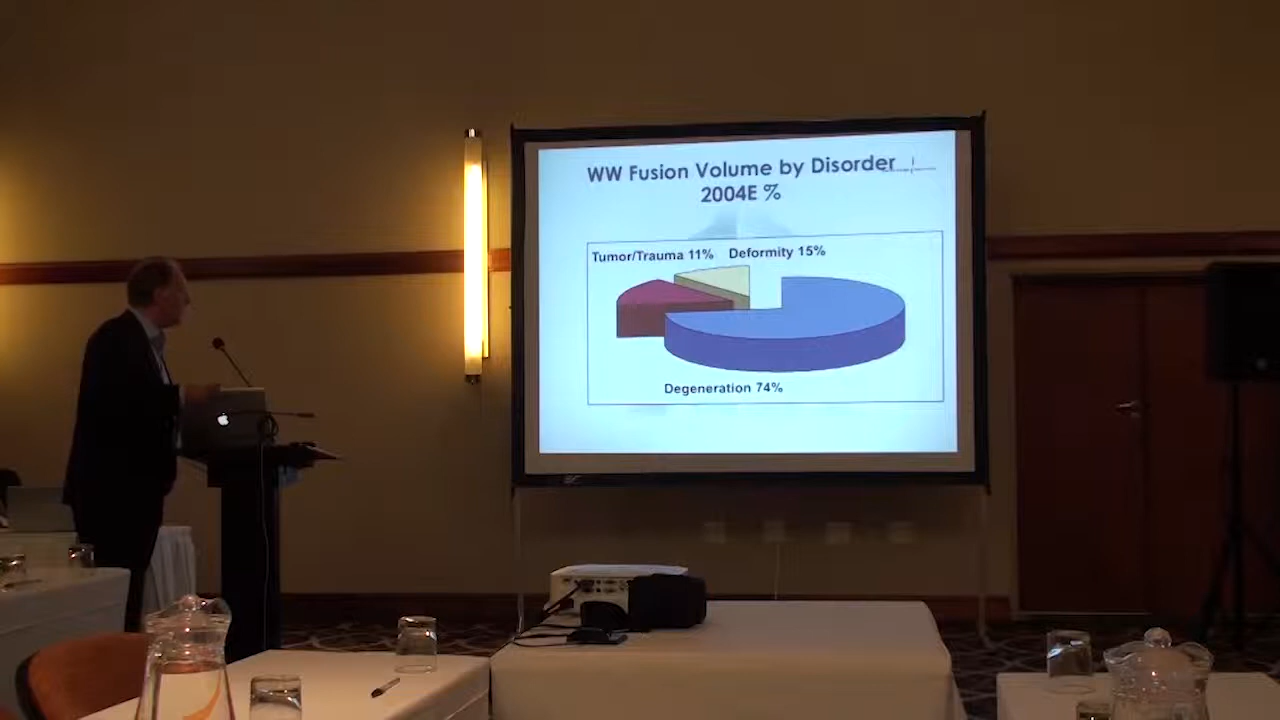 WW Fusion Volume by Disorder
2004E %
Tumor/Trauma 11% Deformity 15%
Degeneration 74%